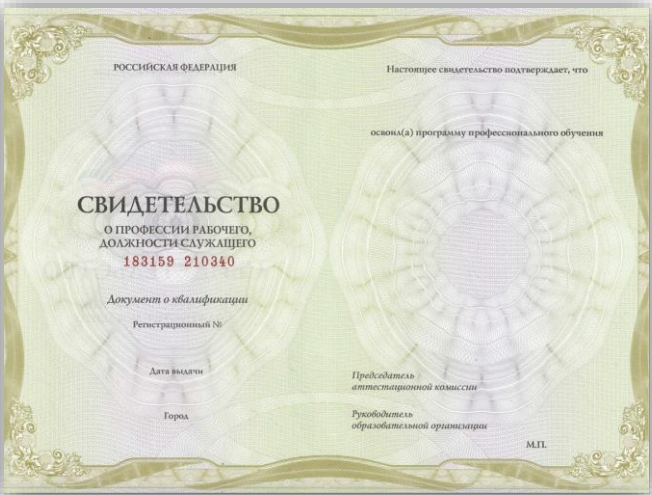 РОССИЙСКАЯ ФЕДЕРАЦИЯ
СВИДЕТЕЛЬСТВО
О ПРОФЕССИИ РАБОЧЕГО,
ДОЛЖНОСТИ СЛУЖАЩЕГО
183159 210340
Документ о квалификации
Регистрационный №
Дата выдачи
Город
Настоящее свидетельство подтверждает, что
освоил(а) программу профессионального обучения
Председатель
аттестационной комиссии
Руководитель
образовательной организации
М.П.